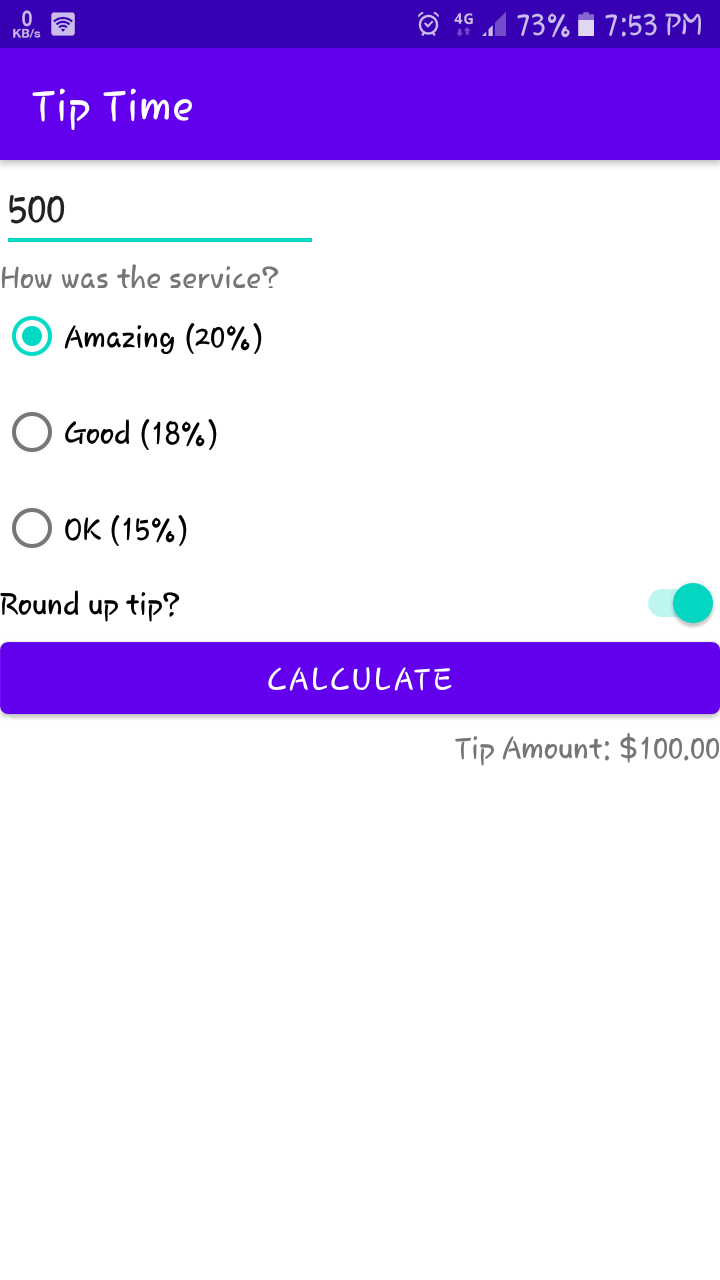 0
KB/s
4G
73%
7:53 PM
Tip Time
500
How was the service?
Amazing (20%)
Good (18%)
OK (15%)
Round up tip?
CALCULATE
Tip Amount: $100.00